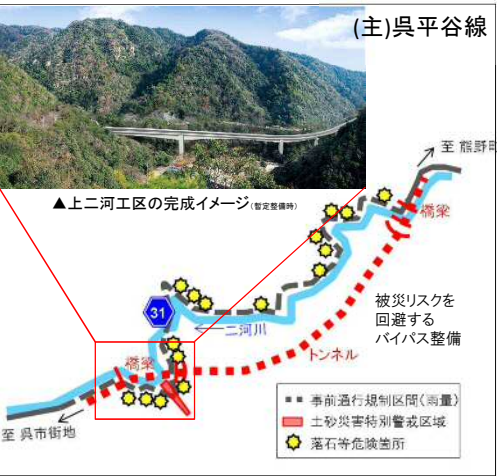 (主)呉平谷線
▲上二河工区の完成イメージ(暫定整備時)
至 熊野町
橋梁
31
二河川
被災リスクを
回避する
バイパス整備
トンネル
橋梁
至 呉市街地
事前通行規制区間(雨量)
土砂災害特別警戒区域
落石等危険箇所